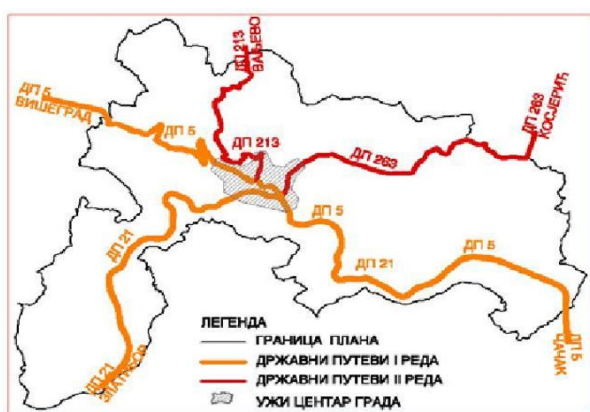 ДП 213
ВАЉЕВО
ДП 5
ВИШЕГРАД
ДП 5
ДП 213
ДП 263
ДП 263
КОСЈЕРИЋ
ДП 5
ДП 21
ДП 21
ДП 5
ДП 5
ЧАЧАК
ДП 21
ЗЛАТИБОР
ЛЕГЕНДА
ГРАНИЦА ПЛАНА
ДРЖАВНИ ПУТЕВИ I РЕДА
ДРЖАВНИ ПУТЕВИ II РЕДА
УЖИ ЦЕНТАР ГРАДА